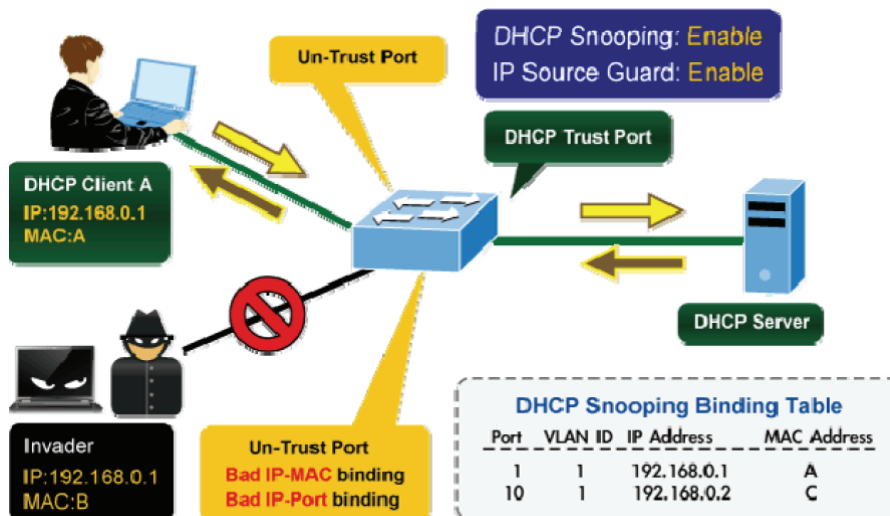 Un-Trust Port
DHCP Snooping: Enable
IP Source Guard: Enable
DHCP Trust Port
DHCP Client A
IP:192.168.0.1
MAC:A
DHCP Server
Invader
IP:192.168.0.1
MAC:B
Un-Trust Port
Bad IP-MAC binding
Bad IP-Port binding
DHCP Snooping Binding Table
Port VLAN ID IP Address MAC Address
1 1 192.168.0.1 A
10 1 192.168.0.2 C